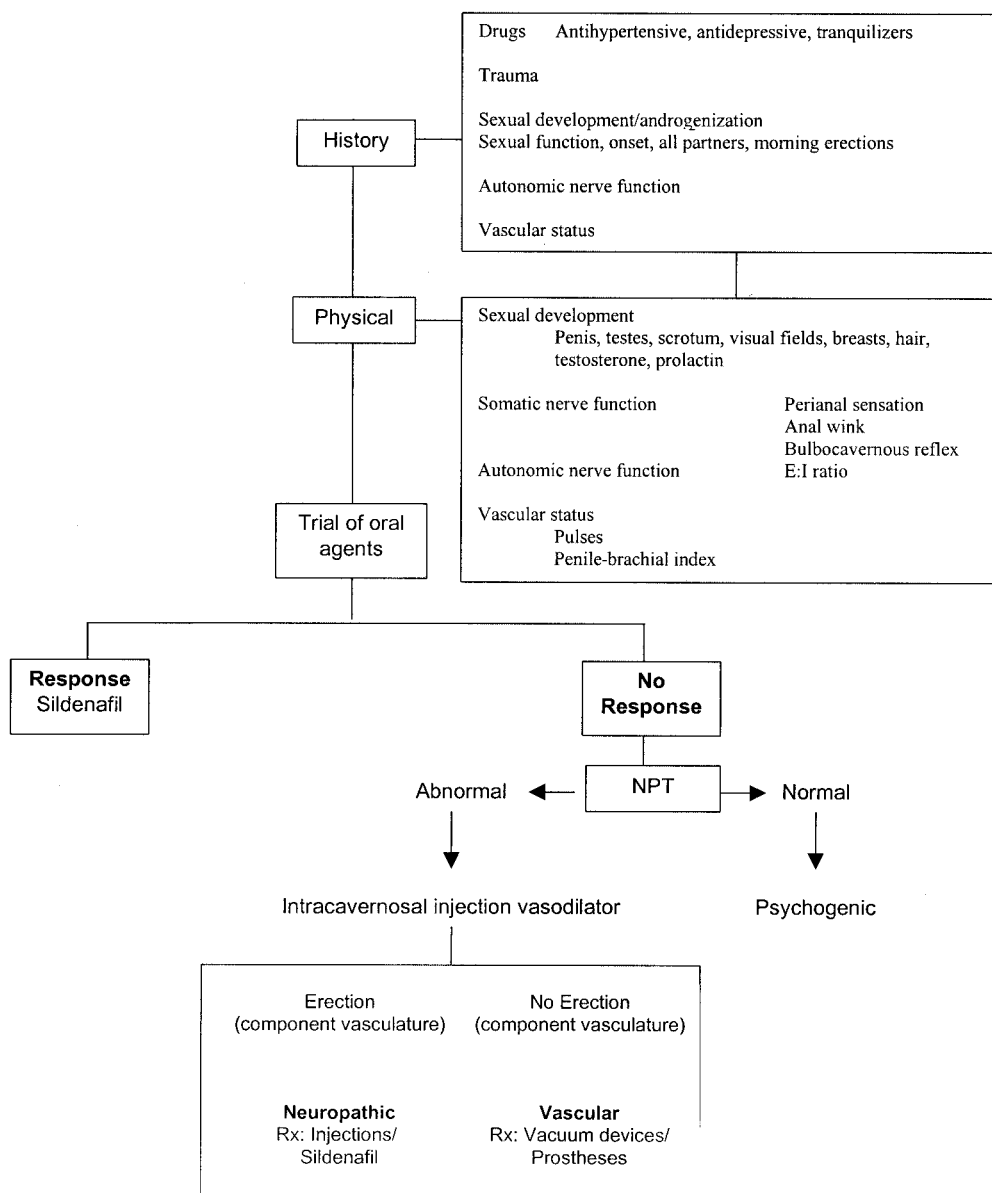 Drugs Antihypertensive, antidepressive, tranquilizers
Trauma
Sexual development/androgenization
Sexual function, onset, all partners, morning erections
Autonomic nerve function
Vascular status
History
Physical
Sexual development
Penis, testes, scrotum, visual fields, breasts, hair,
testosterone, prolactin
Somatic nerve function Perianal sensation
Anal wink
Bulbocavernous reflex
Autonomic nerve function E:I ratio
Vascular status
Pulses
Penile-brachial index
Trial of oral
agents
Response
Sildenafil
No
Response
Abnormal NPT Normal
Intracavernosal injection vasodilator Psychogenic
Erection
(component vasculature)
No Erection
(component vasculature)
Neuropathic
Rx: Injections/
Sildenafil
Vascular
Rx: Vacuum devices/
Prostheses